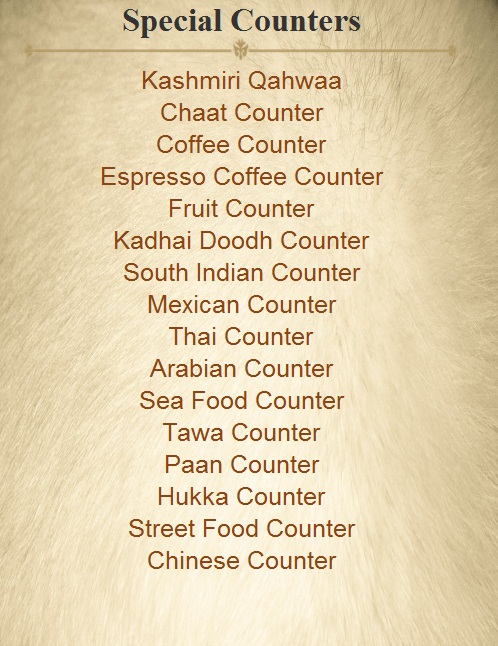 Special Counters
Kashmiri Qahwaa
Chaat Counter
Coffee Counter
Espresso Coffee Counter
Fruit Counter
Kadhai Doodh Counter
South Indian Counter
Mexican Counter
Thai Counter
Arabian Counter
Sea Food Counter
Tawa Counter
Paan Counter
Hukka Counter
Street Food Counter
Chinese Counter